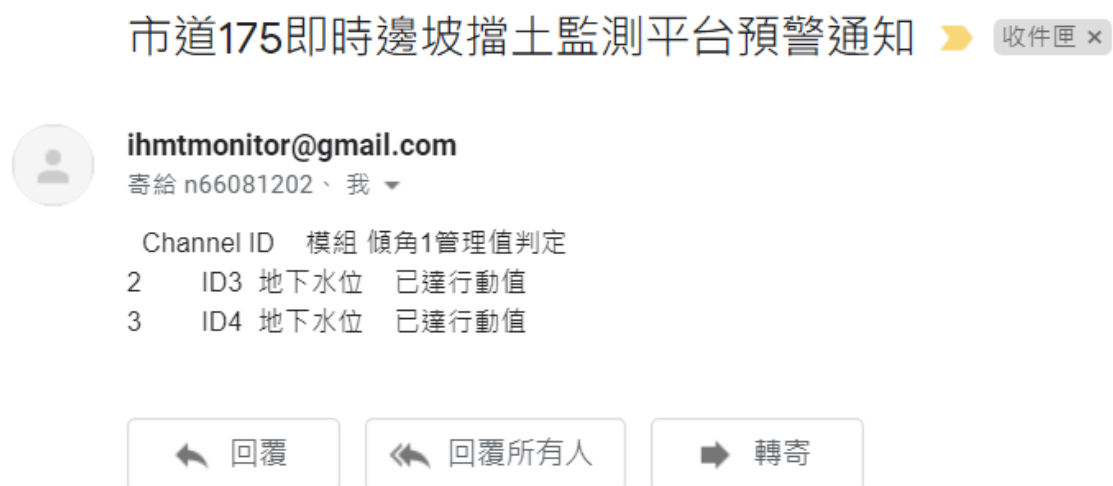 市道175即時邊坡擋土監測平台預警通知 收件匣 ×
ihmtmonitor@gmail.com
寄給 n66081202、 我
Channel ID 模組 傾角1管理值判定
2 ID3 地下水位 已達行動值
3 ID4 地下水位 已達行動值
回覆 回覆所有人 轉寄